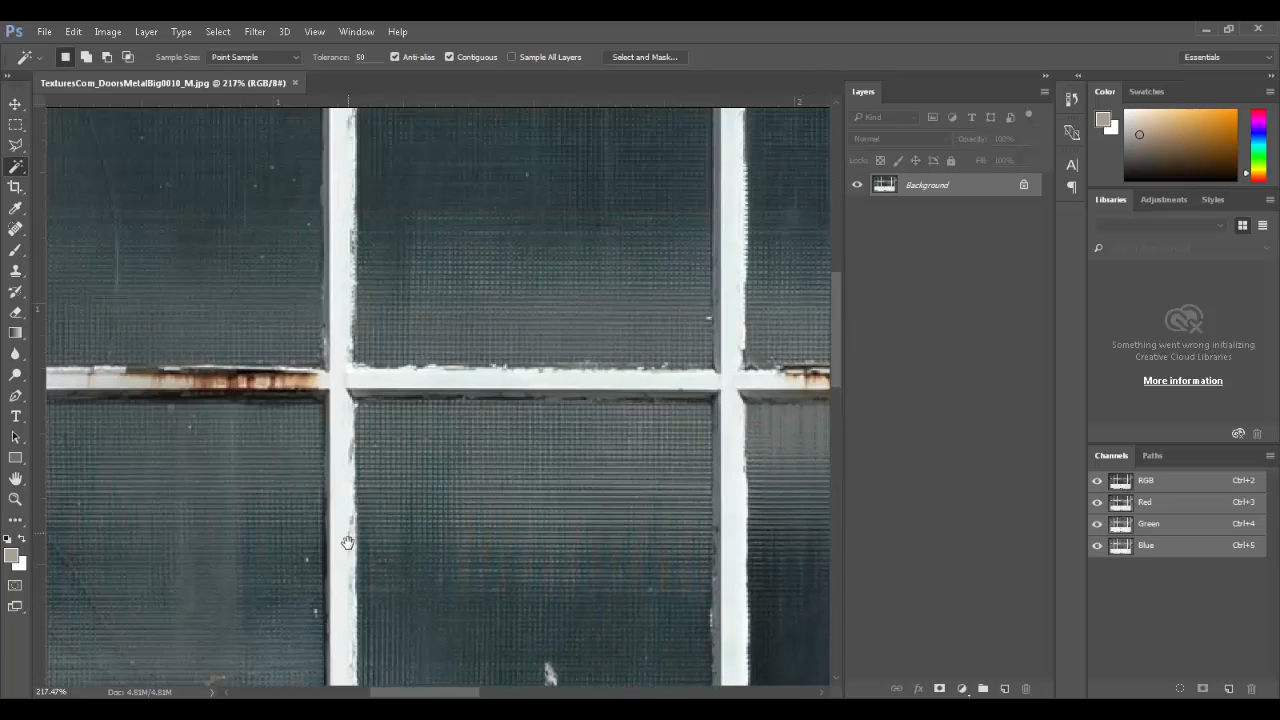 Ps File Edit Image Layer Type Select Filter 3D View Window Help
Sample Size: Point Sample Tolerance: 50 Anti-alias Contiguous Sample All Layers Select and Mask... Essentials
TexturesCom_DoorsMetalBig0010_M.jpg @ 217% (RGB/8#) ×
Layers
Color Swatches
1 2
Kind
Normal Opacity: 100%
Lock: Fill: 100%
Background
Libraries Adjustments Styles
1
Something went wrong initializing
Creative Cloud Libraries
More information
Channels Paths
RGB Ctrl+2
Red Ctrl+3
Green Ctrl+4
Blue Ctrl+5
217.47% Doc: 4.81M/4.81M